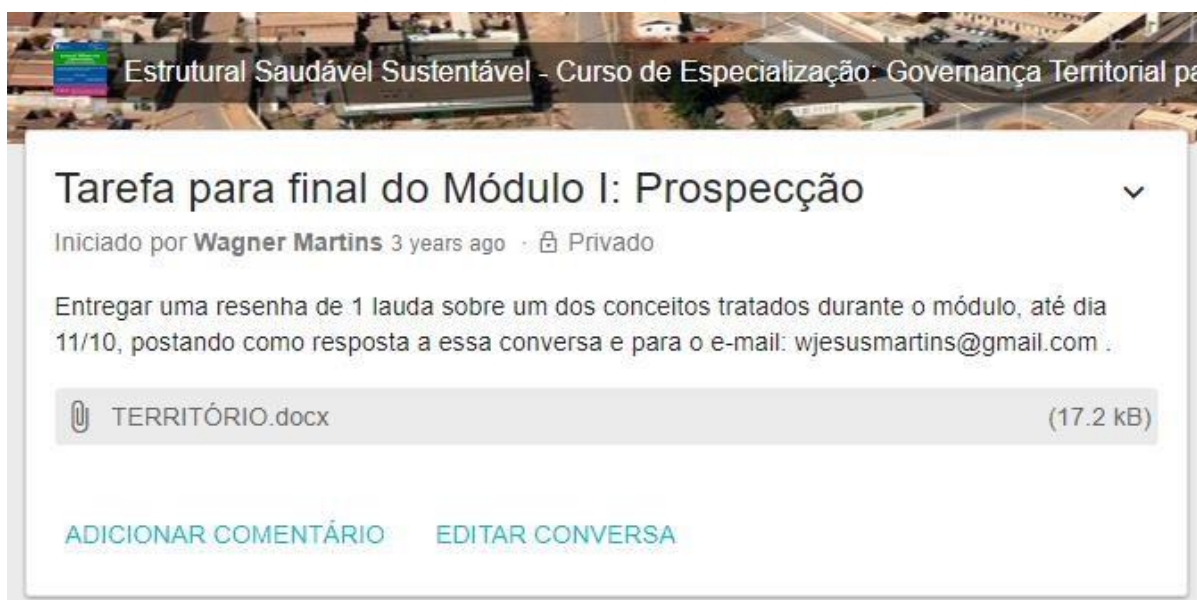 Estrutural Saudável Sustentável - Curso de Especialização: Governança Territorial pa
Tarefa para final do Módulo I: Prospecção
Iniciado por Wagner Martins 3 years ago · Privado
Entregar uma resenha de 1 lauda sobre um dos conceitos tratados durante o módulo, até dia
11/10, postando como resposta a essa conversa e para o e-mail: wjesusmartins@gmail.com .
TERRITÓRIO.docx (17.2 kB)
ADICIONAR COMENTÁRIO EDITAR CONVERSA